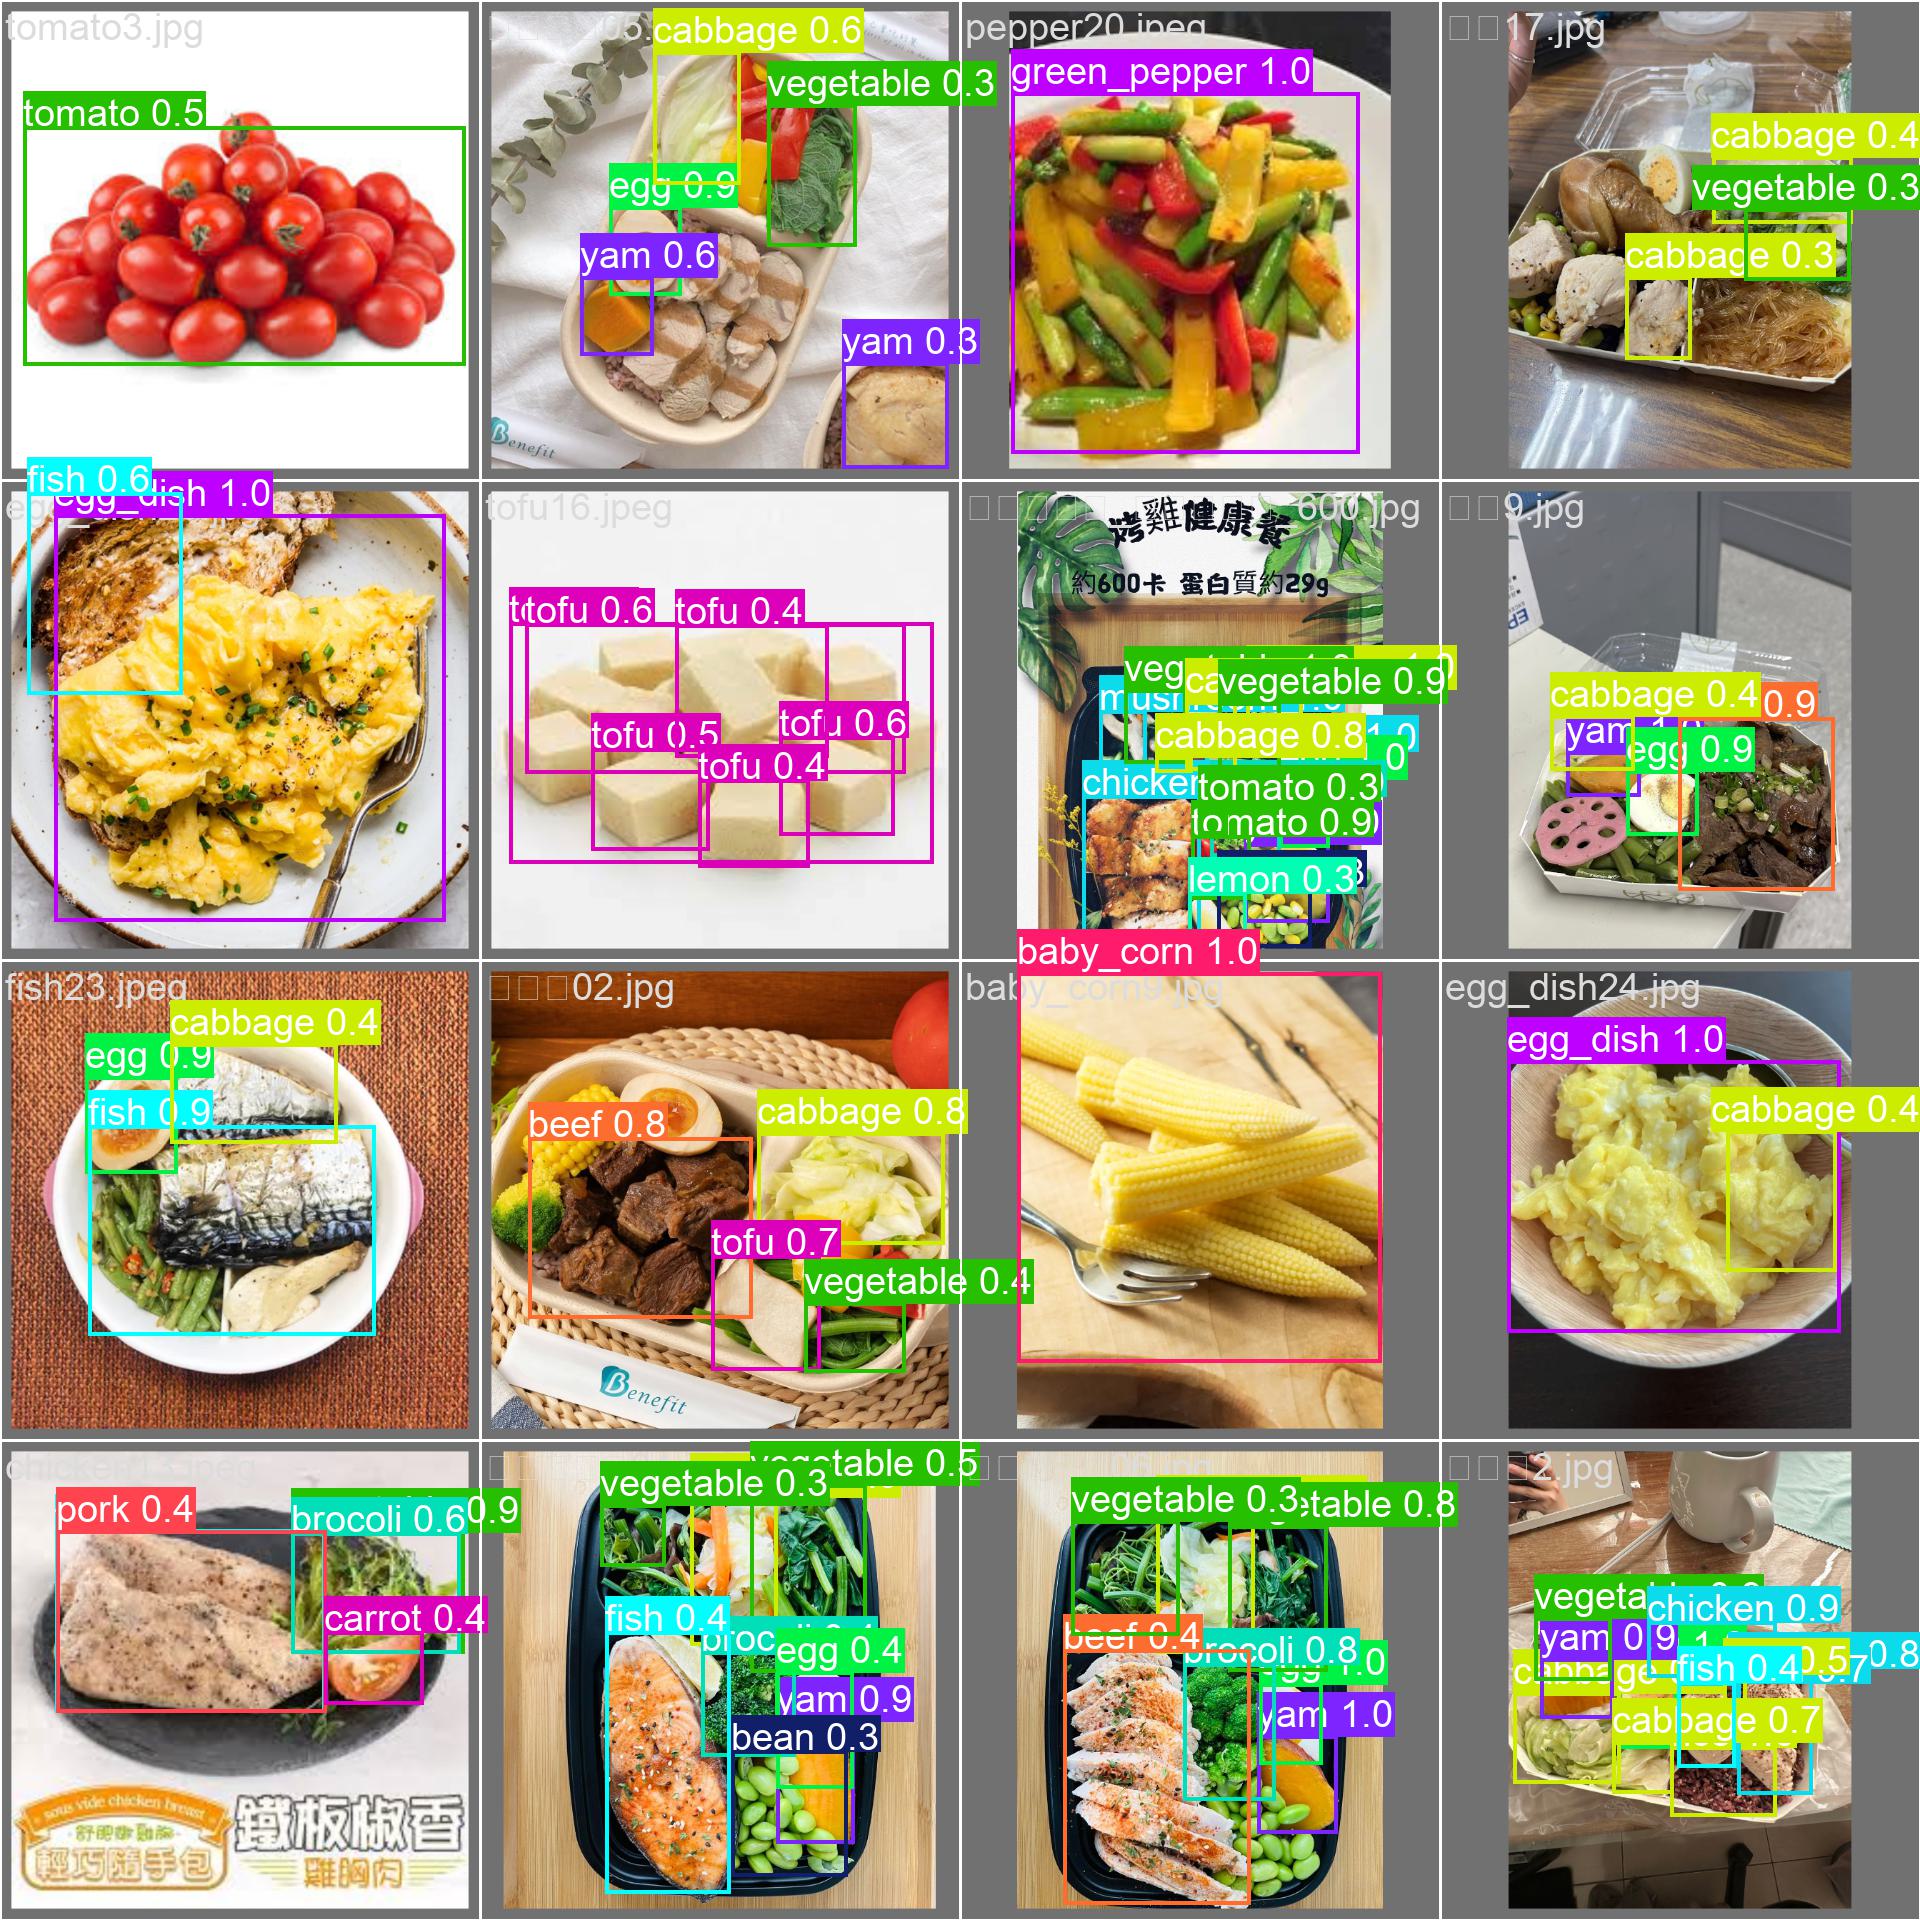 tomato3.jpg
tomato 0.5
05.
cabbage 0.6
vegetable 0.3
egg 0.9
yam 0.6
yam 0.3
Benefit
pepper20.jpeg
green_pepper 1.0
17.jpg
cabbage 0.4
vegetable 0.3
cabbage 0.3
fish 0.6
egg_dish 1.0
tofu16.jpeg
tofu 0.6
tofu 0.4
tofu 0.5
tofu 0.6
tofu 0.4
600.jpg
烤雞健康餐
約600卡 蛋白質約29g
vegetable 0.9
cabbage 0.8
1.0
chicken
tomato 0.3
tomato 0.9
lemon 0.3
9.jpg
cabbage 0.4
0.9
yam 1.0
egg 0.9
fish23.jpeg
cabbage 0.4
egg 0.9
fish 0.9
02.jpg
beef 0.8
cabbage 0.8
tofu 0.7
vegetable 0.4
Benefit
baby_corn 1.0
baby_corn9.jpg
egg_dish24.jpg
egg_dish 1.0
cabbage 0.4
chicken13.jpeg
pork 0.4
brocoli 0.6
0.9
carrot 0.4
sous vide chicken breast
舒肥嫩雞胸
輕巧隨手包
鐵板椒香
雞胸肉
vegetable 0.5
vegetable 0.3
fish 0.4
egg 0.4
yam 0.9
bean 0.3
06.jpg
vegetable 0.3
etable 0.8
beef 0.4
brocoli 0.8
egg 1.0
yam 1.0
2.jpg
chicken 0.9
yam 0.9
0.8
fish 0.4
0.5
cabbage 0.7